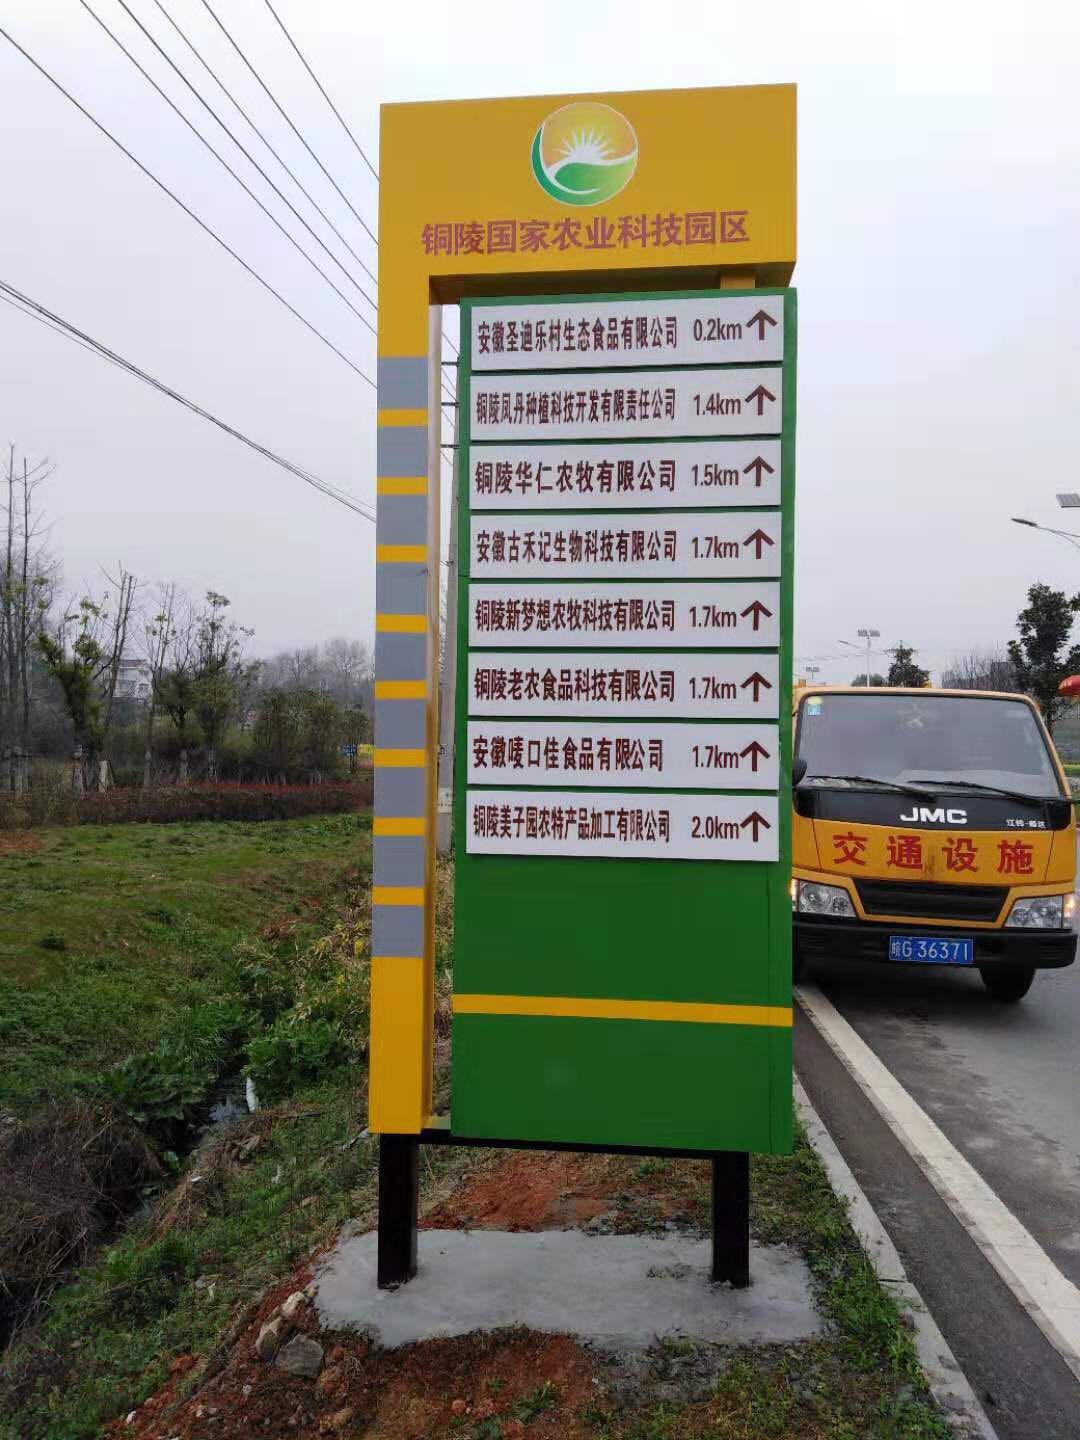 铜陵国家农业科技园区
安徽圣迪乐村生态食品有限公司 0.2km↑
铜陵凤丹种植科技开发有限责任公司 1.4km↑
铜陵华仁农牧有限公司 1.5km↑
安徽古禾记生物科技有限公司 1.7km↑
铜陵新梦想农牧科技有限公司 1.7km↑
铜陵老农食品科技有限公司 1.7km↑
安徽唛口佳食品有限公司 1.7km↑
铜陵美子园农特产品加工有限公司 2.0km↑
JMC
江铃·顺达
交通设施
皖G·36371